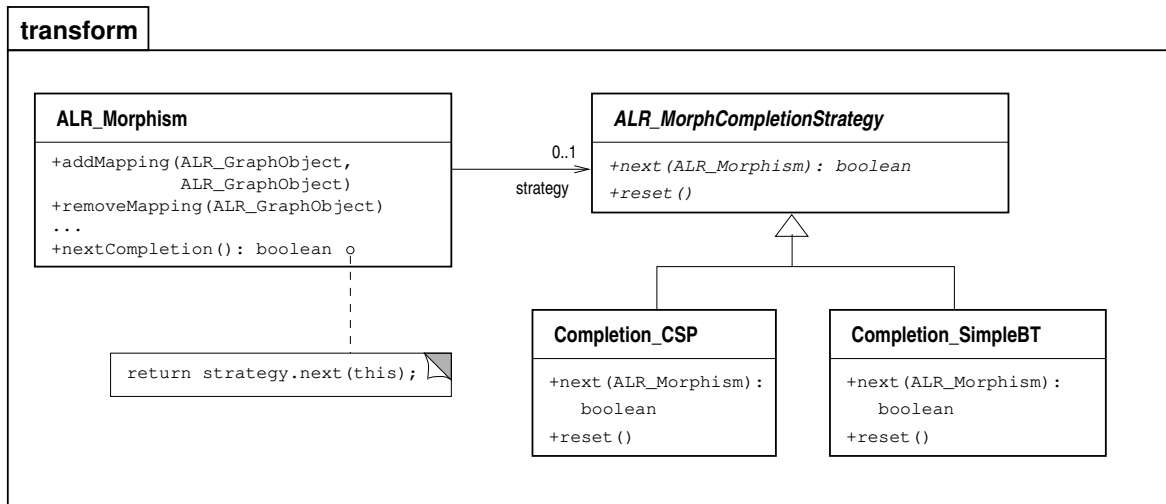 transform
ALR_Morphism
+addMapping(ALR_GraphObject,
ALR_GraphObject)
+removeMapping(ALR_GraphObject)
...
+nextCompletion(): boolean
return strategy.next(this);
0..1
strategy
ALR_MorphCompletionStrategy
+next(ALR_Morphism): boolean
+reset()
Completion_CSP
+next(ALR_Morphism):
boolean
+reset()
Completion_SimpleBT
+next(ALR_Morphism):
boolean
+reset()